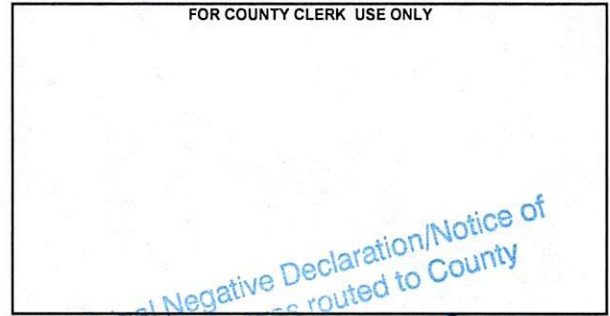 FOR COUNTY CLERK USE ONLY
Negative Declaration/Notice of
routed to County